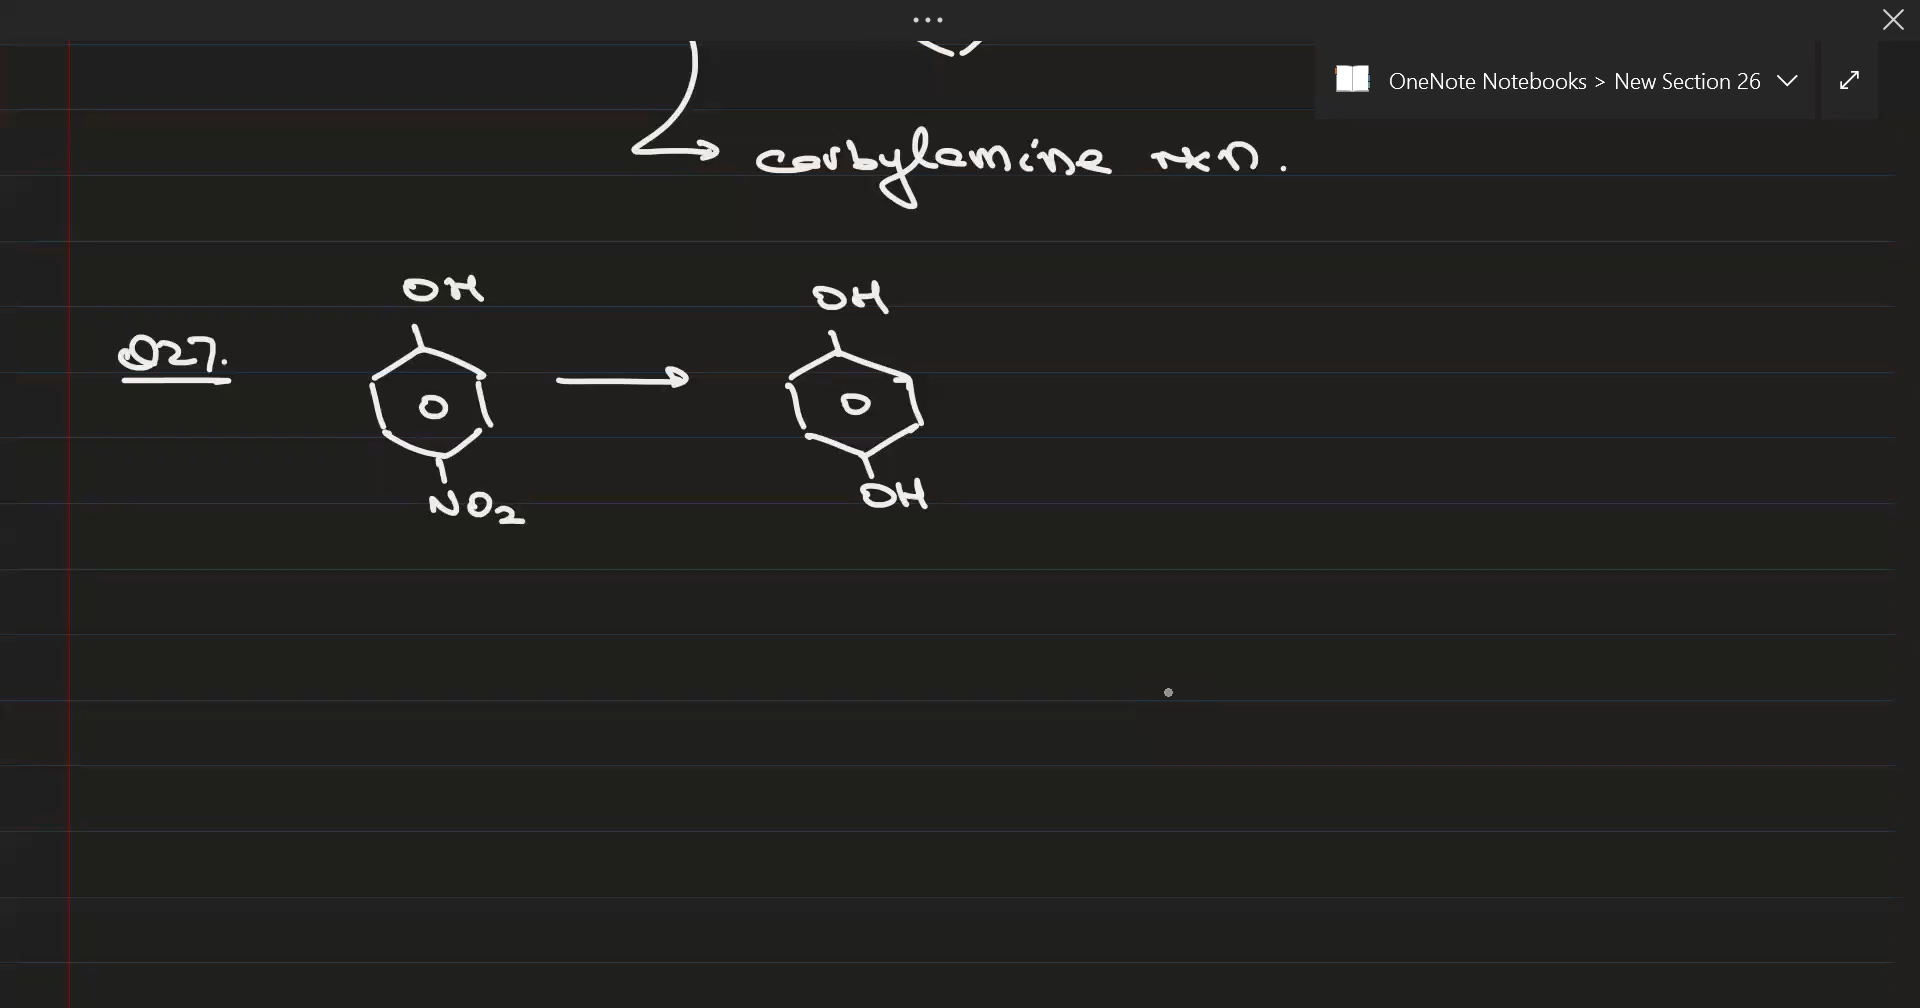 OneNote Notebooks > New Section 26
carbylamine rxn.
Q27.
OH
NO2
OH
OH